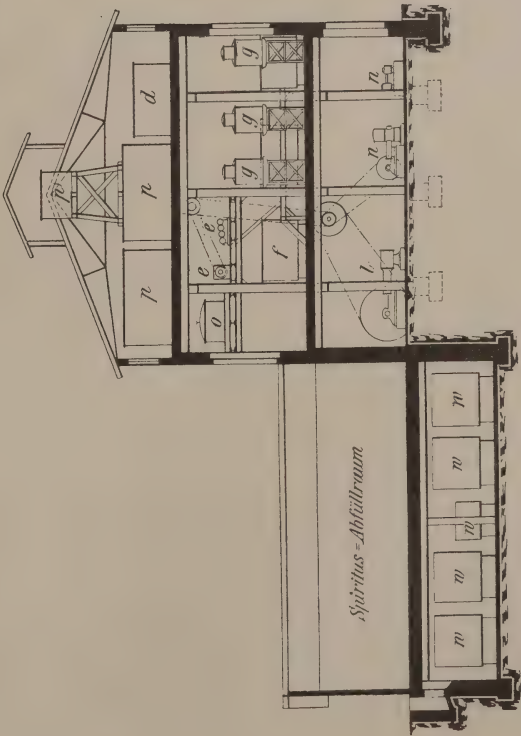 p p d
o e e g g g
f
l n n
Spiritus = Abfüllraum
w w w w w